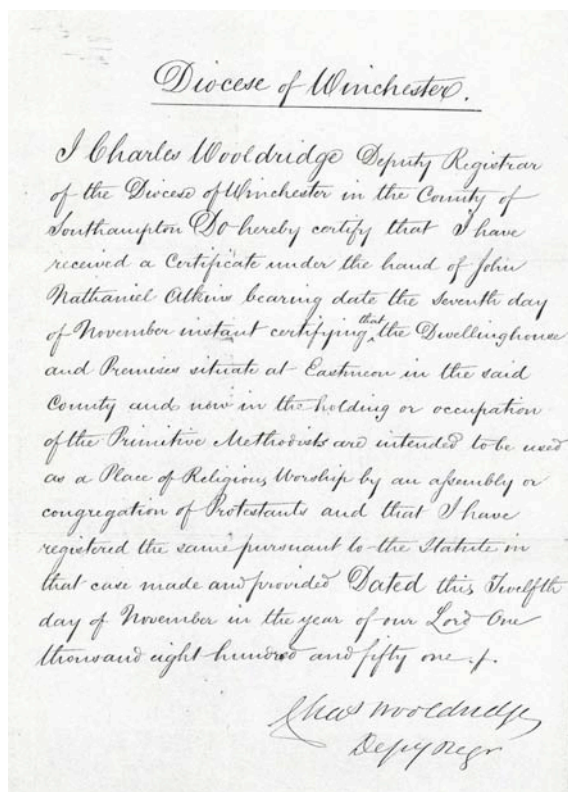 Diocese of Winchester.
I Charles Wooldridge Deputy Registrar
of the Diocese of Winchester in the County of
Southampton Do hereby certify that I have
received a Certificate under the hand of John
Nathaniel Atkins bearing date the Seventh day
of November instant certifying that the Dwellinghouse
and Premises situate at Eastmeon in the said
County and now in the holding or occupation
of the Primitive Methodists are intended to be used
as a Place of Religious Worship by an assembly or
congregation of Protestants and that I have
registered the same pursuant to the Statute in
that case made and provided Dated this Twelfth
day of November in the year of our Lord One
thousand eight hundred and fifty one
Chas Wooldridge
Depy Regr